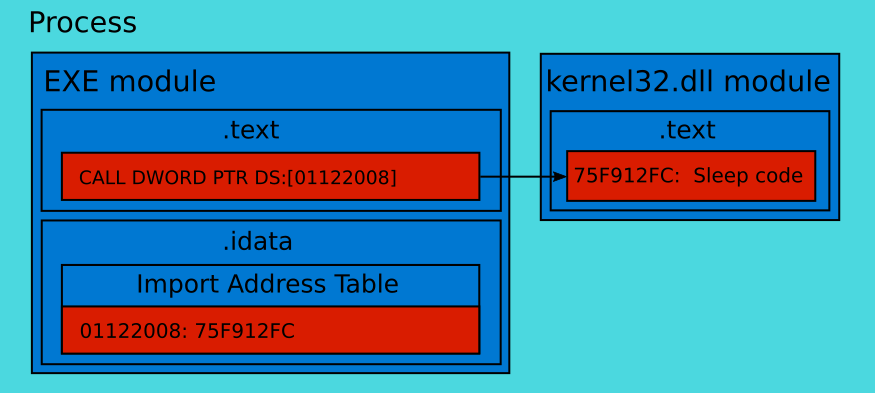 Process
EXE module
.text
CALL DWORD PTR DS:[01122008]
.idata
Import Address Table
01122008: 75F912FC
kernel32.dll module
.text
75F912FC:  Sleep code